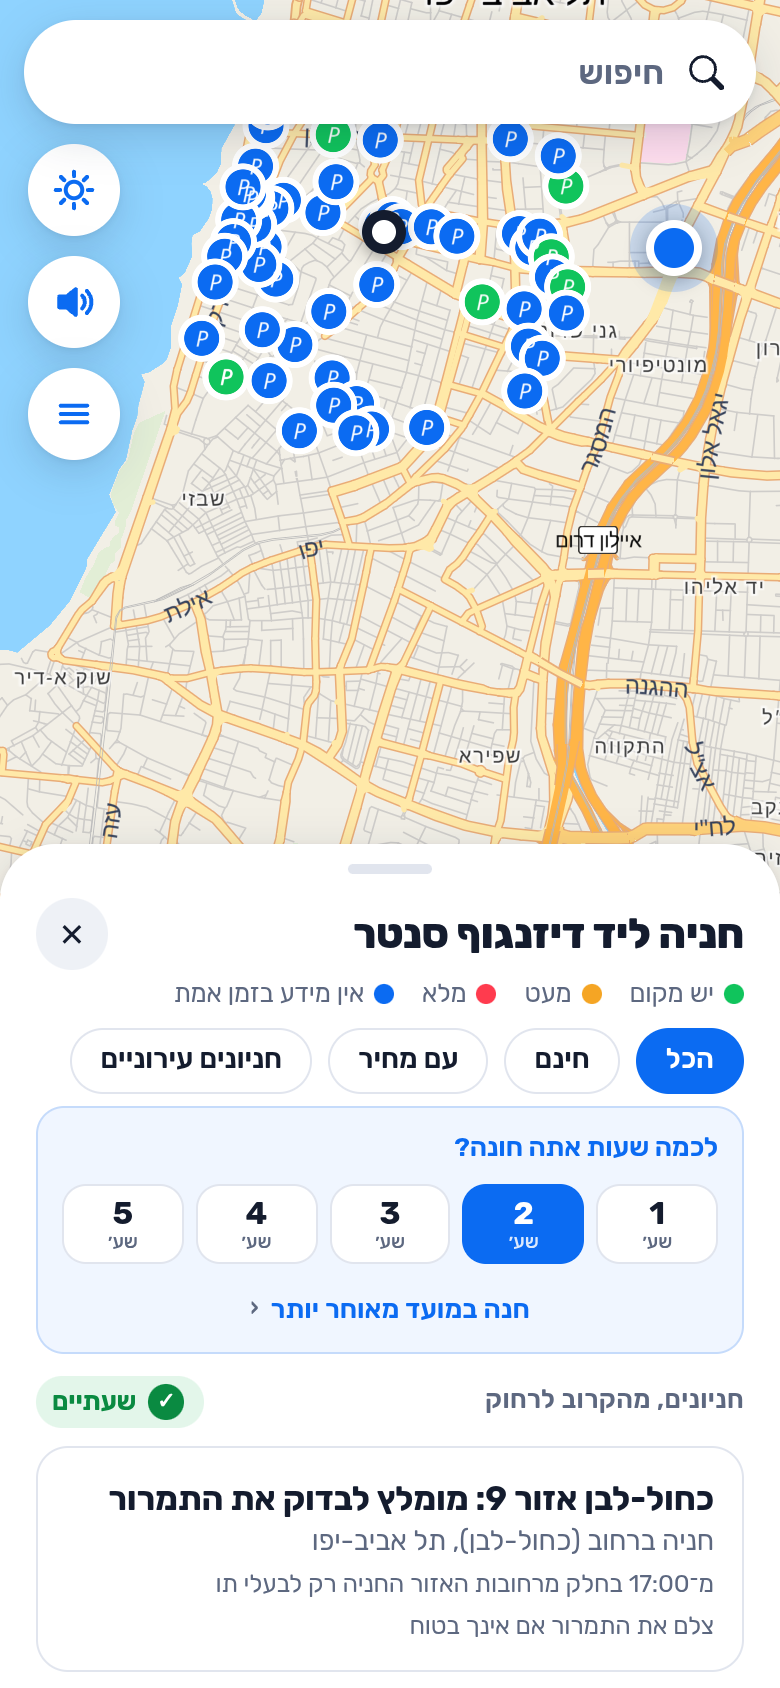 חיפוש
גני
מונטיפיורי
המסגר
יגאל אלון
שבזי
איילון דרום
יפו
אילת
יד אליהו
שוק א-דיר
ההגנה
התקווה
שפירא
אצ"ל
עזה
לח"י
חניה ליד דיזנגוף סנטר
יש מקום
מעט
מלא
אין מידע בזמן אמת
הכל
חינם
עם מחיר
חניונים עירוניים
לכמה שעות אתה חונה?
1 שע׳
2 שע׳
3 שע׳
4 שע׳
5 שע׳
חנה במועד מאוחר יותר ‹
חניונים, מהקרוב לרחוק
✓ שעתיים
כחול-לבן אזור 9: מומלץ לבדוק את התמרור
חניה ברחוב (כחול-לבן), תל אביב-יפו
מ־17:00 בחלק מרחובות האזור החניה רק לבעלי תו
צלם את התמרור אם אינך בטוח